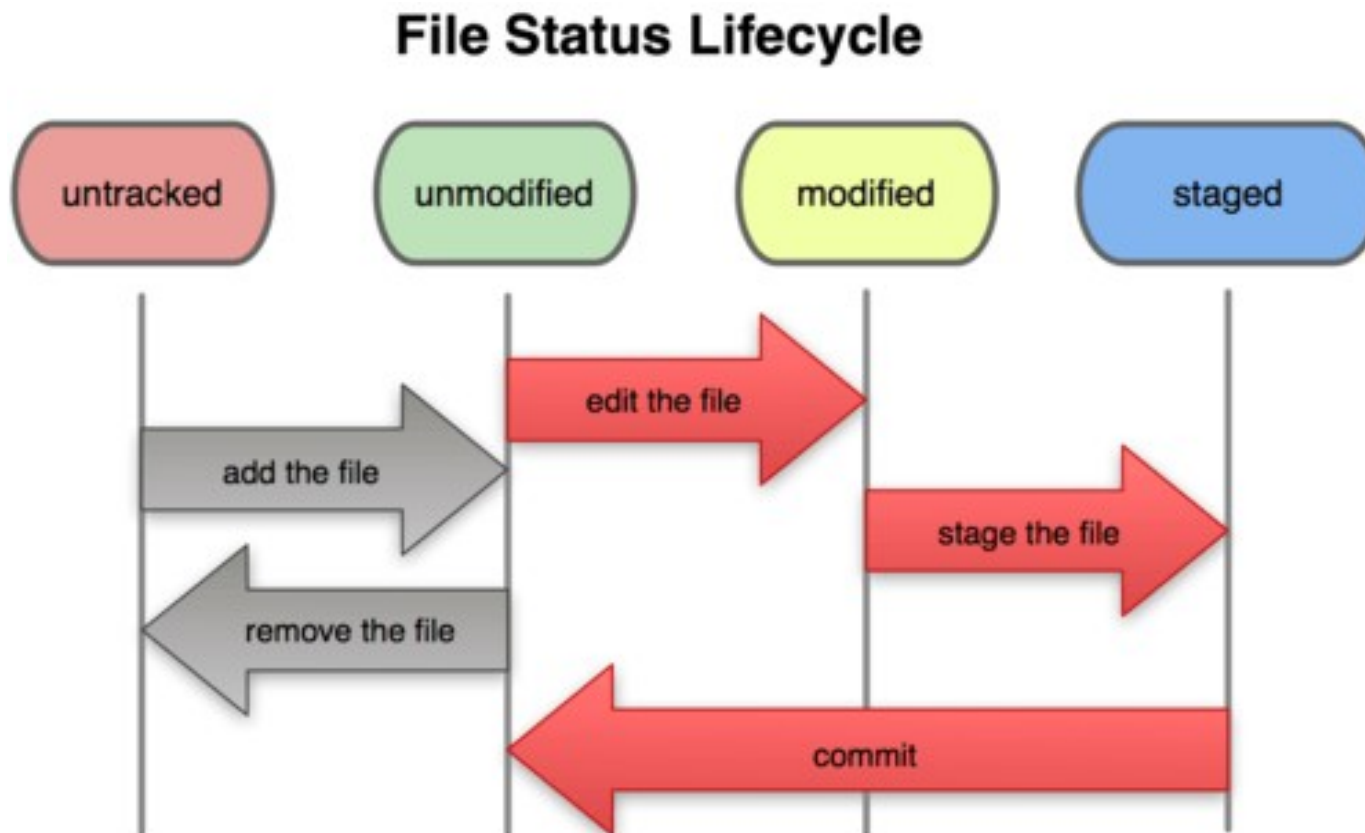 File Status Lifecycle
untracked
unmodified
modified
staged
edit the file
add the file
stage the file
remove the file
commit